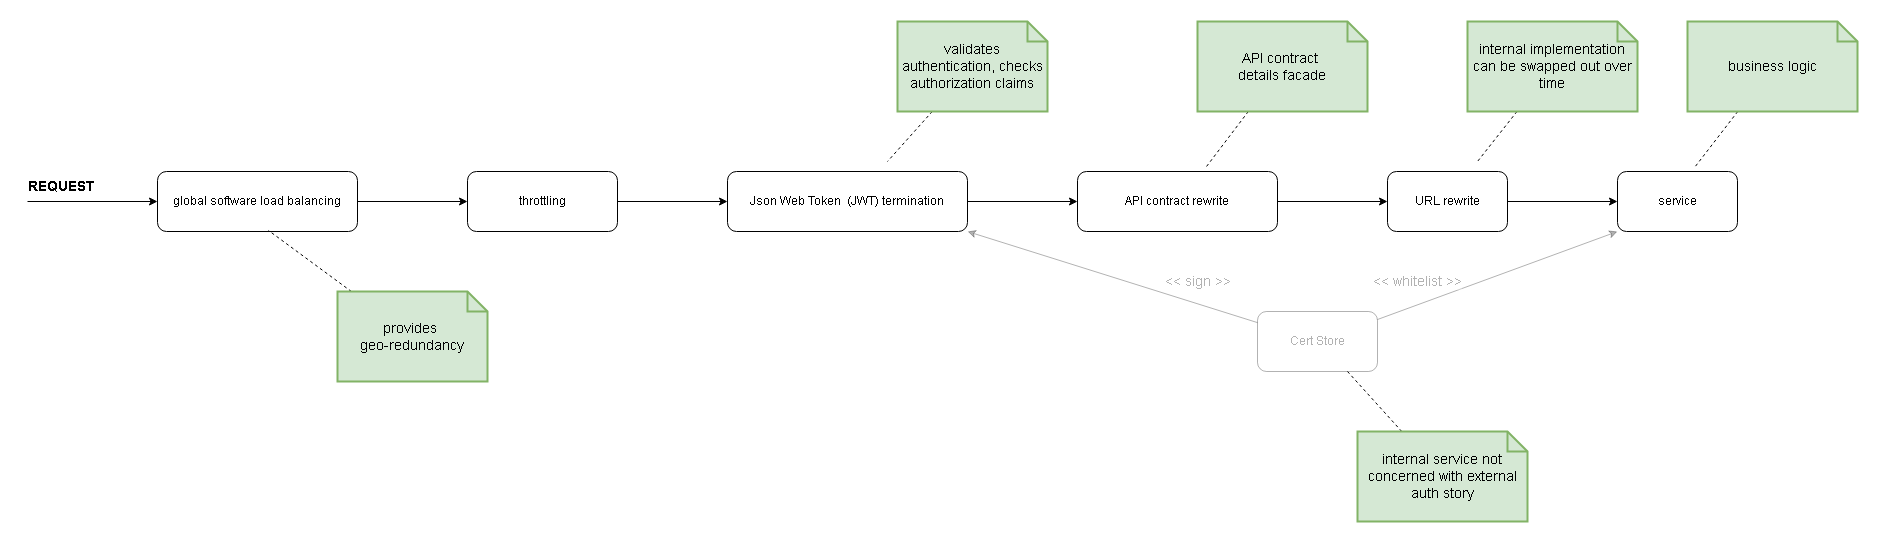 validates
authentication, checks
authorization claims
API contract
details facade
internal implementation
can be swapped out over
time
business logic
REQUEST
global software load balancing
throttling
Json Web Token (JWT) termination
API contract rewrite
URL rewrite
service
<< sign >>
<< whitelist >>
provides
geo-redundancy
Cert Store
internal service not
concerned with external
auth story